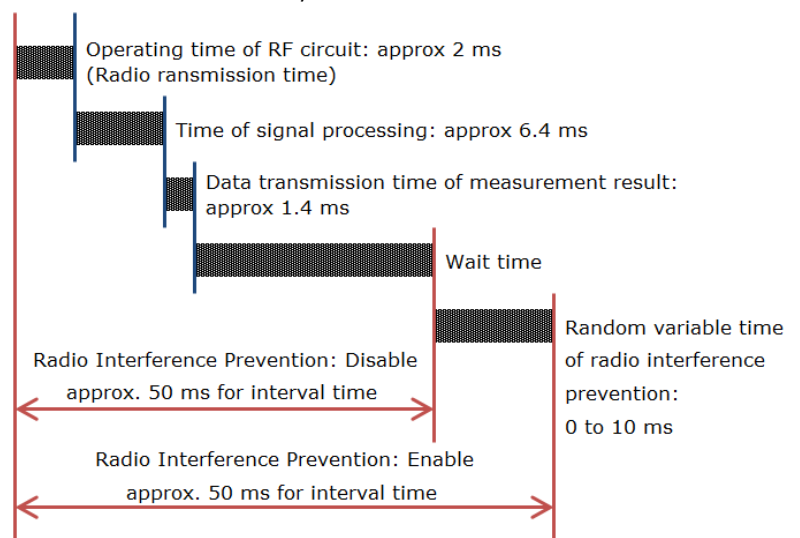 Operating time of RF circuit: approx 2 ms
(Radio ransmission time)
Time of signal processing: approx 6.4 ms
Data transmission time of measurement result:
approx 1.4 ms
Wait time
Random variable time
of radio interference
prevention:
0 to 10 ms
Radio Interference Prevention: Disable
approx. 50 ms for interval time
Radio Interference Prevention: Enable
approx. 50 ms for interval time